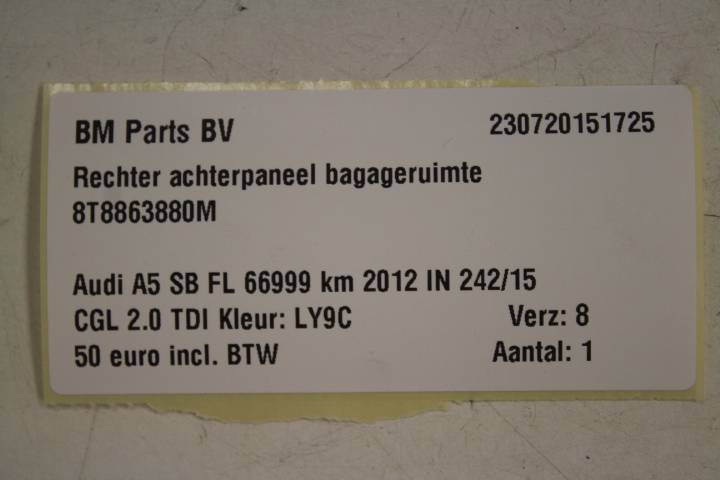 BM Parts BV 230720151725
Rechter achterpaneel bagageruimte
8T8863880M
Audi A5 SB FL 66999 km 2012 IN 242/15
CGL 2.0 TDI Kleur: LY9C Verz: 8
50 euro incl. BTW Aantal: 1